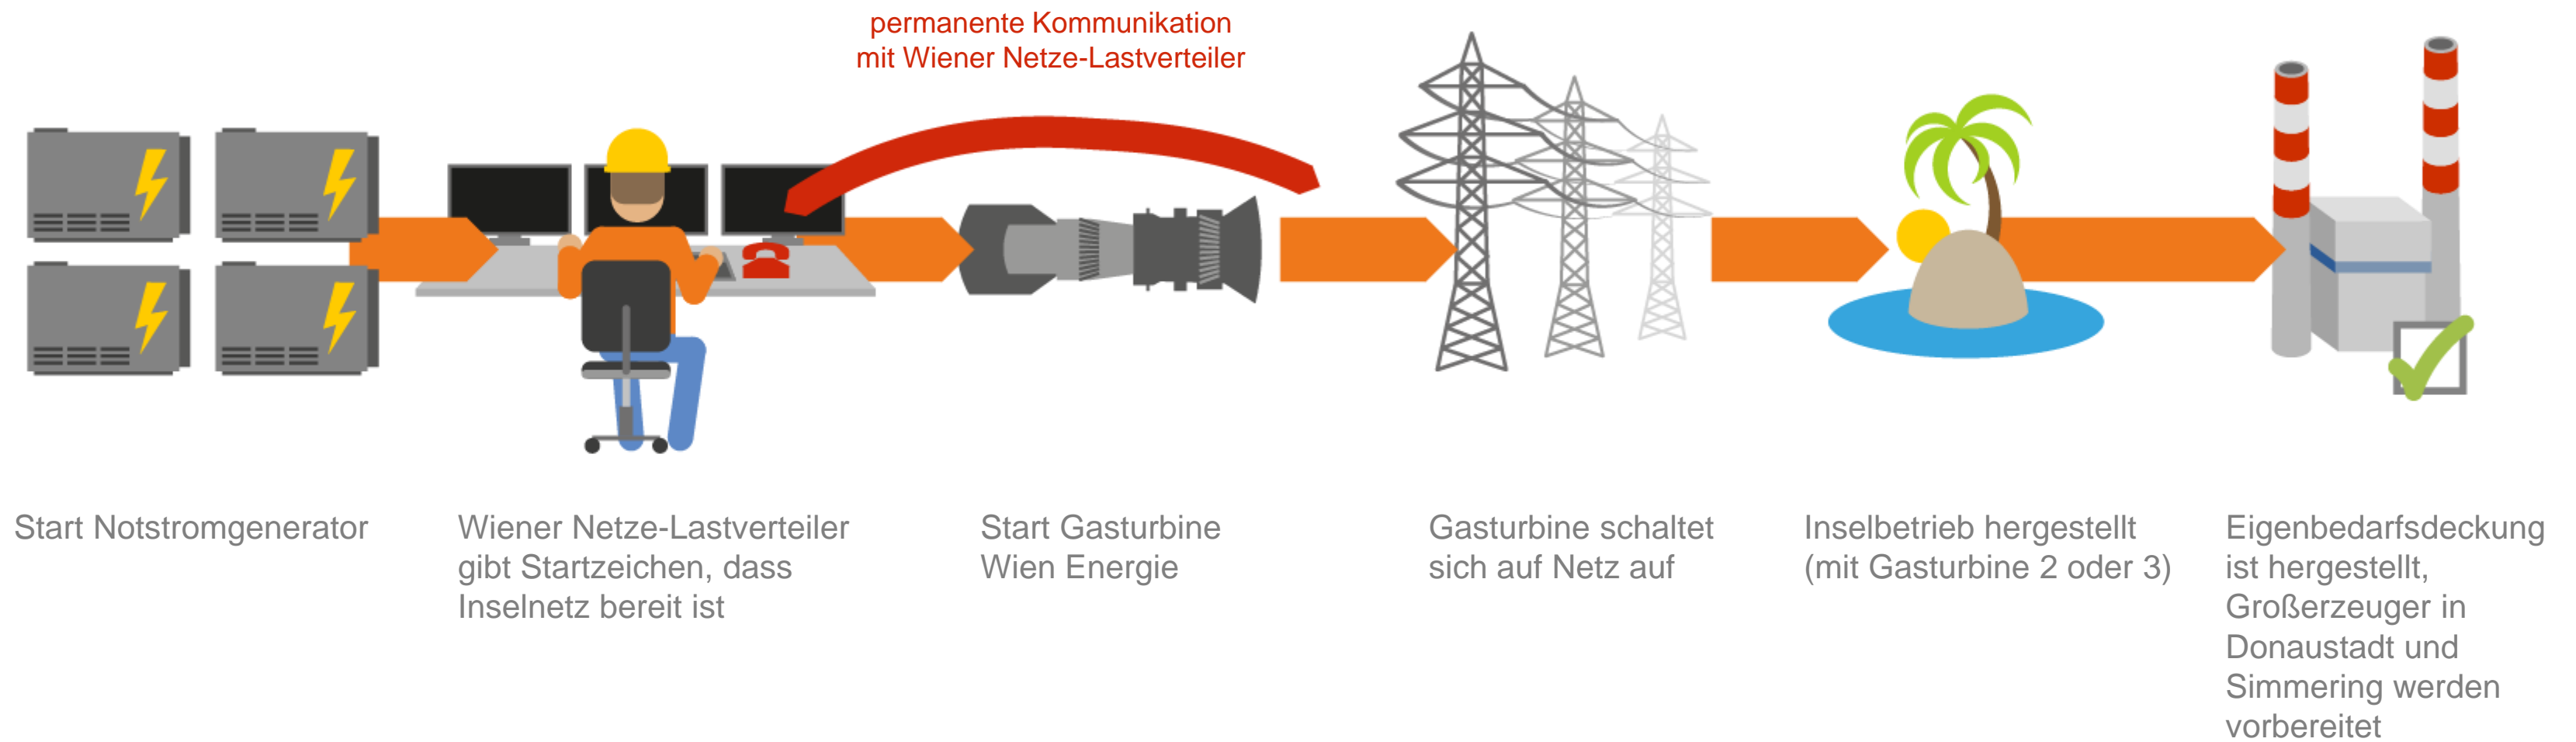 permanente Kommunikation
mit Wiener Netze-Lastverteiler
Start Notstromgenerator
Wiener Netze-Lastverteiler
gibt Startzeichen, dass
Inselnetz bereit ist
Start Gasturbine
Wien Energie
Gasturbine schaltet
sich auf Netz auf
Inselbetrieb hergestellt
(mit Gasturbine 2 oder 3)
Eigenbedarfsdeckung
ist hergestellt,
Großerzeuger in
Donaustadt und
Simmering werden
vorbereitet